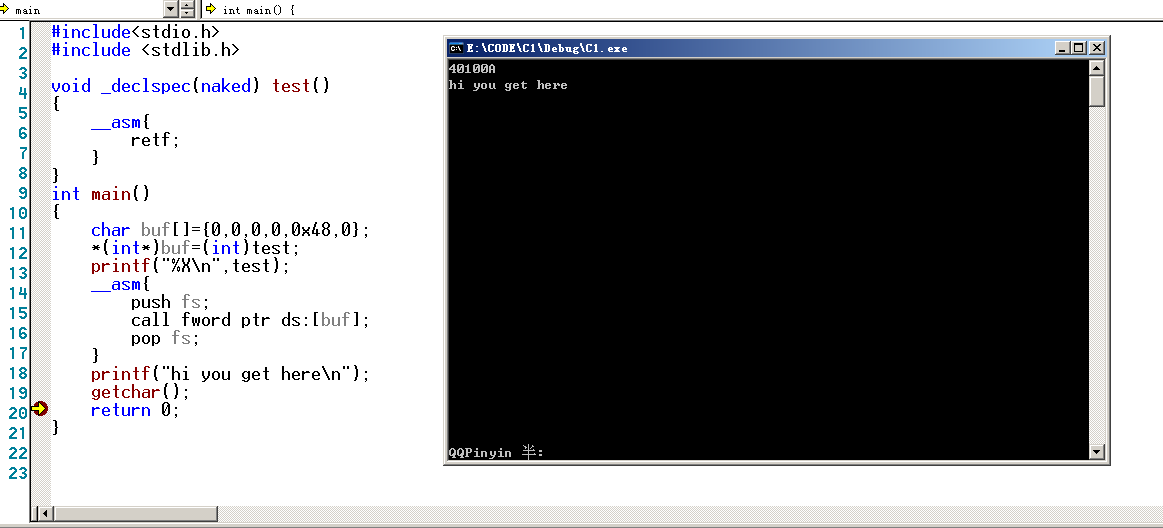 main
int main() {
1
2
3
4
5
6
7
8
9
10
11
12
13
14
15
16
17
18
19
20
21
22
23
#include<stdio.h>
#include <stdlib.h>
void _declspec(naked) test()
{
__asm{
retf;
}
}
int main()
{
char buf[]={0,0,0,0,0x48,0};
*(int*)buf=(int)test;
printf("%X\n",test);
__asm{
push fs;
call fword ptr ds:[buf];
pop fs;
}
printf("hi you get here\n");
getchar();
return 0;
}
E:\CODE\C1\Debug\C1.exe
40100A
hi you get here
QQPinyin 半: